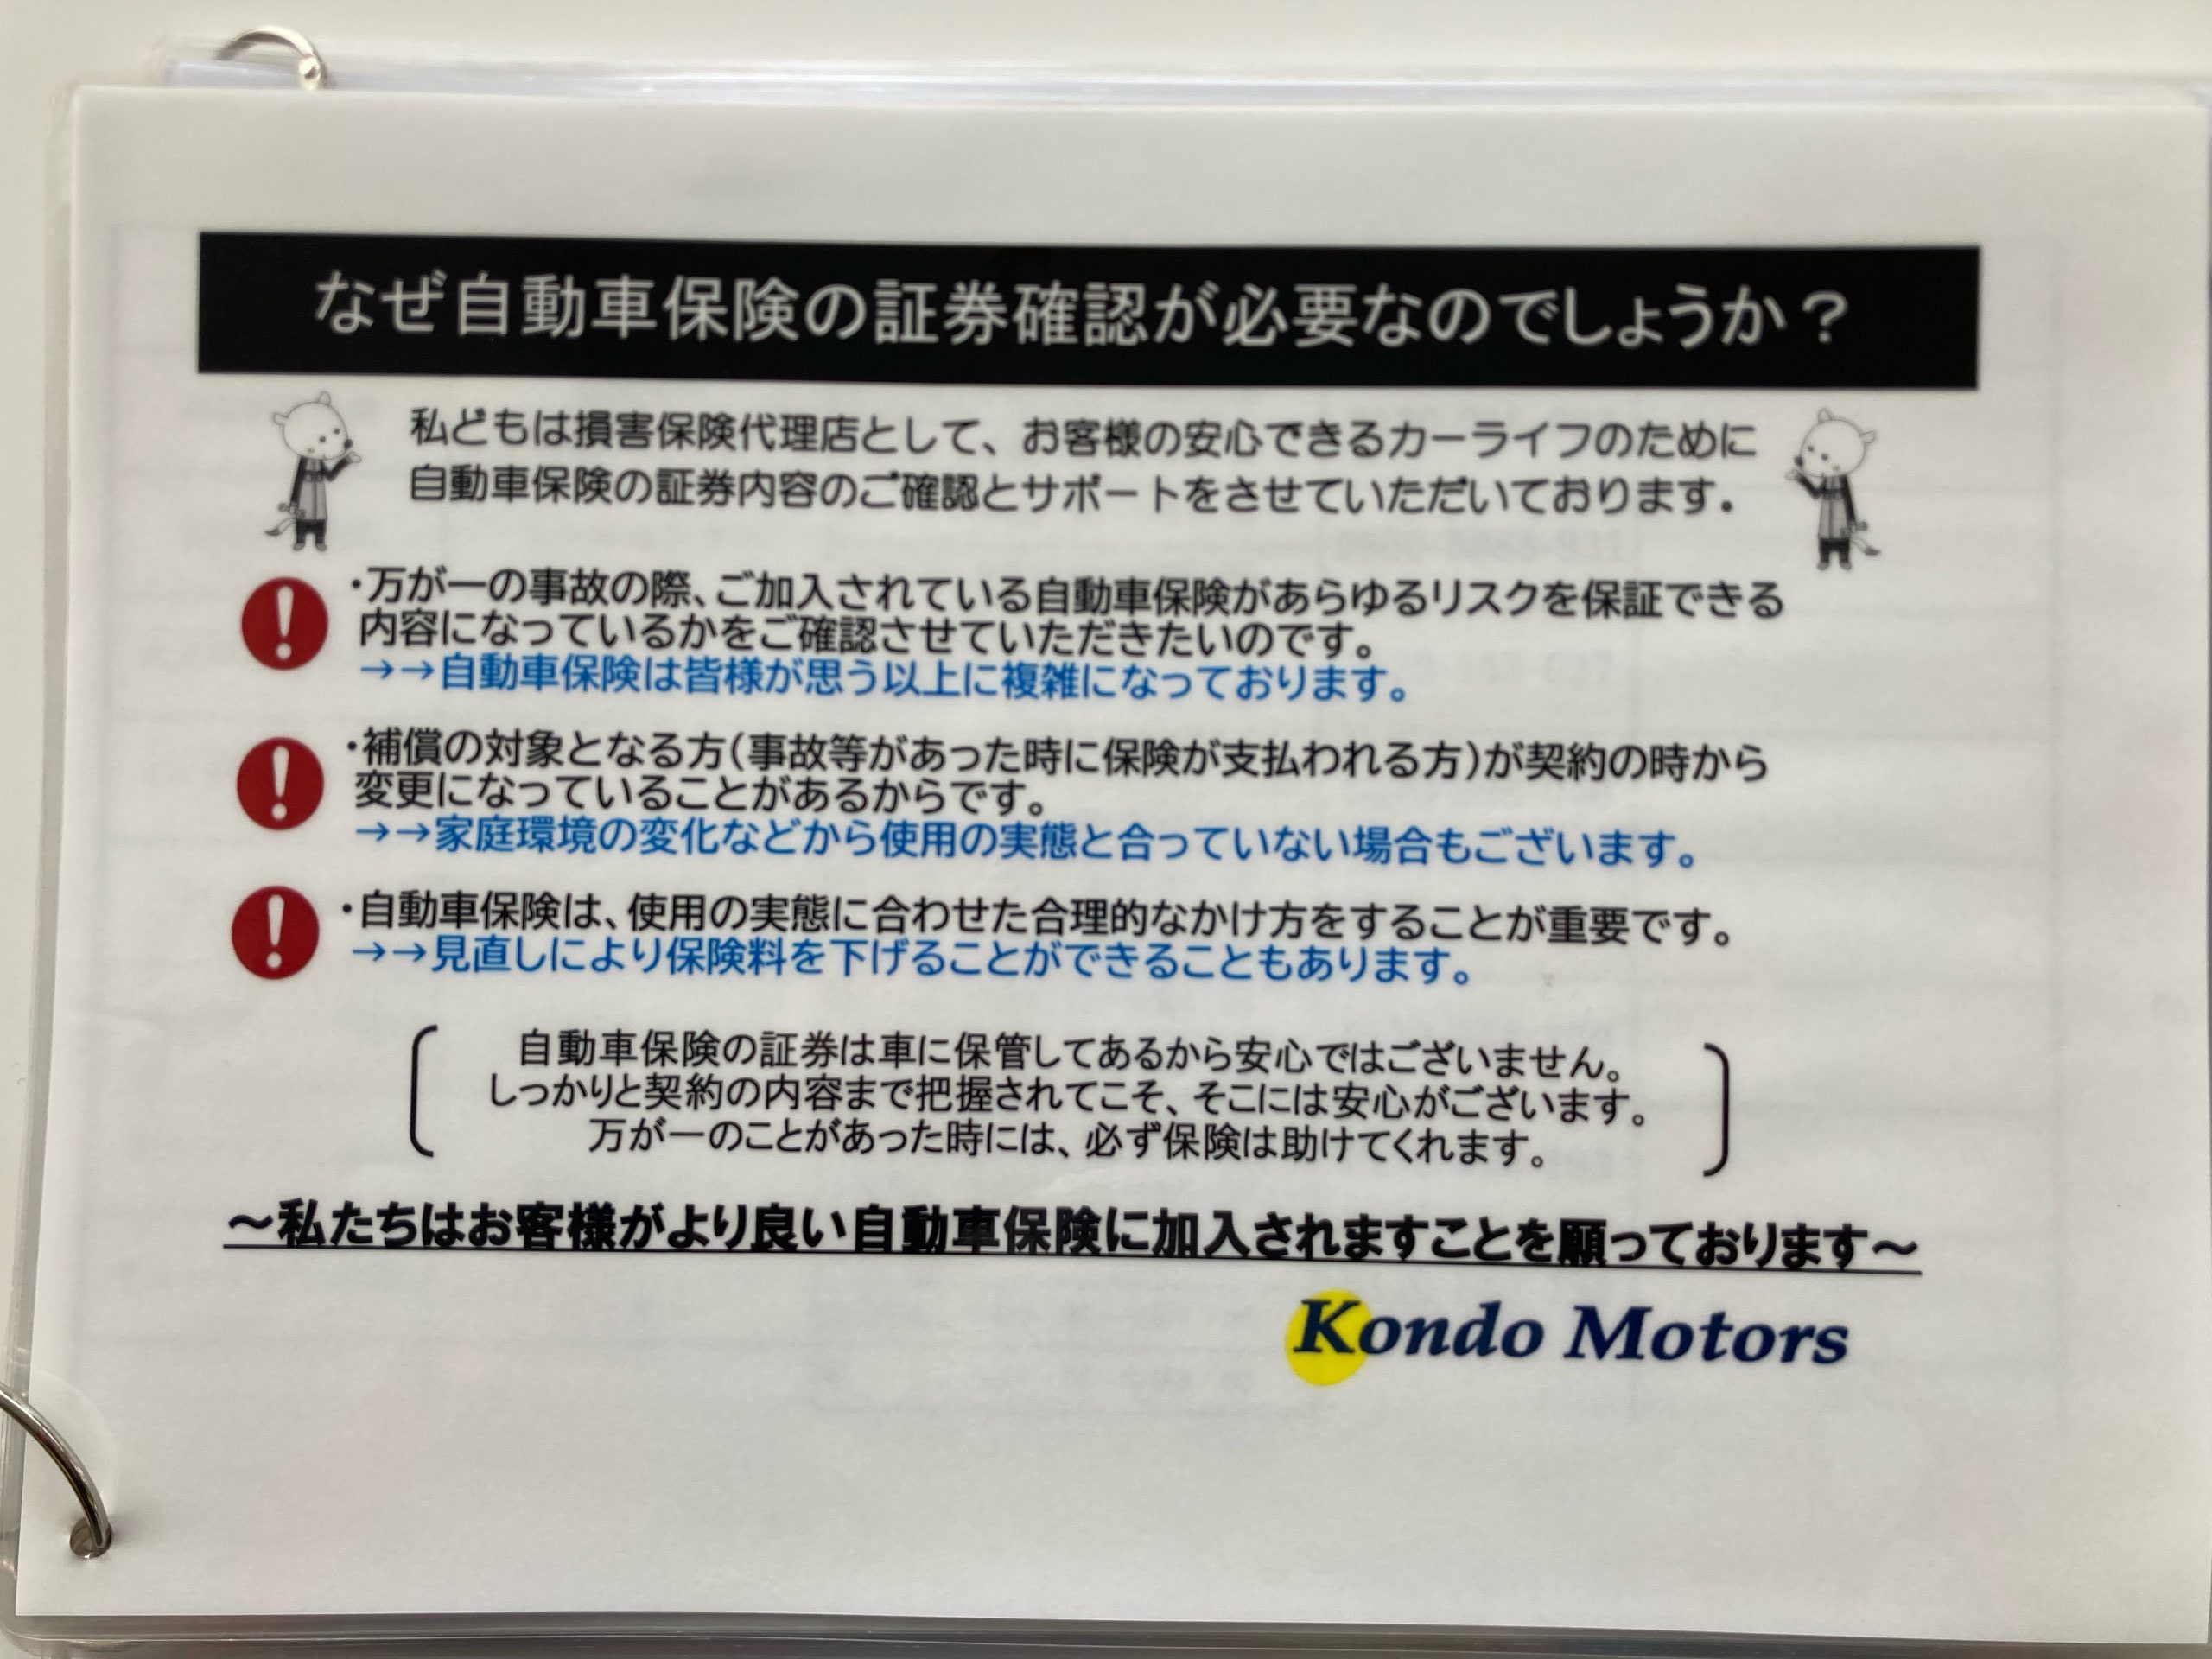 なぜ自動車保険の証券確認が必要なのでしょうか？
私どもは損害保険代理店として、お客様の安心できるカーライフのために
自動車保険の証券内容のご確認とサポートをさせていただいております．
・万が一の事故の際、ご加入されている自動車保険があらゆるリスクを保証できる
内容になっているかをご確認させていただきたいのです。
→→自動車保険は皆様が思う以上に複雑になっております。
・補償の対象となる方（事故等があった時に保険が支払われる方）が契約の時から
変更になっていることがあるからです。
→→家庭環境の変化などから使用の実態と合っていない場合もございます。
・自動車保険は、使用の実態に合わせた合理的なかけ方をすることが重要です。
→→見直しにより保険料を下げることができることもあります。
自動車保険の証券は車に保管してあるから安心ではございません。
しっかりと契約の内容まで把握されてこそ、そこには安心がございます。
万が一のことがあった時には、必ず保険は助けてくれます。
～私たちはお客様がより良い自動車保険に加入されますことを願っております～
Kondo Motors